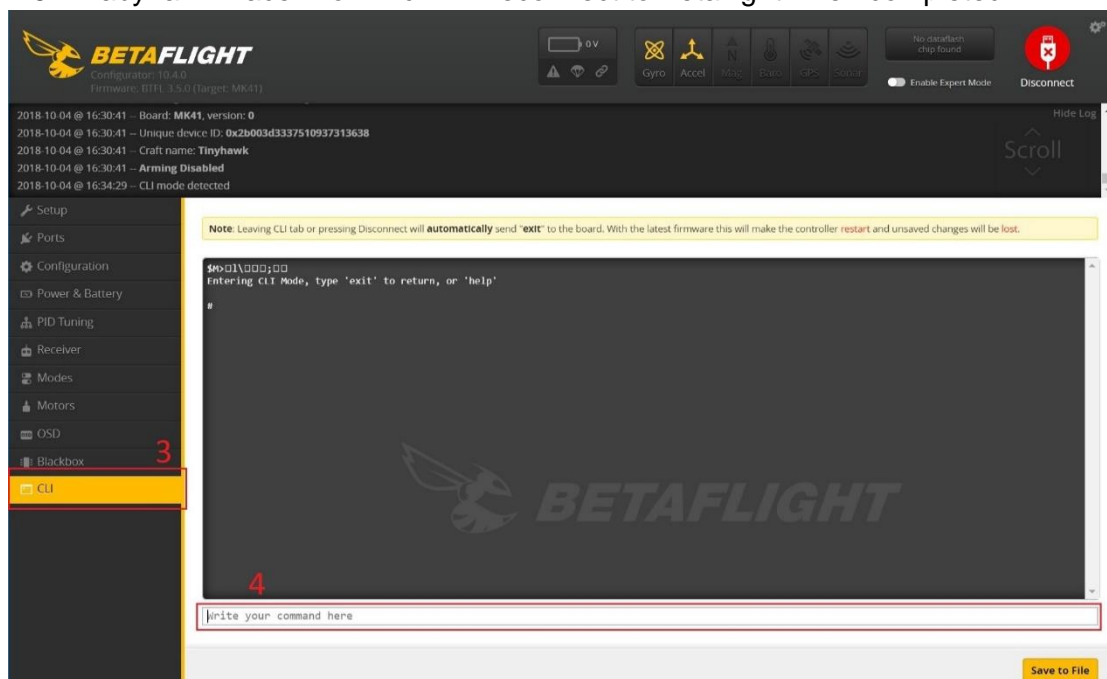 BETAFLIGHT
Configurator: 10.4.0
Firmware: BTFL 3.5.0 (Target: MK41)
0 V
Gyro Accel Mag Baro GPS Sonar
No dataflash
chip found
Enable Expert Mode
Disconnect
2018-10-04 @ 16:30:41 -- Board: MK41, version: 0
2018-10-04 @ 16:30:41 -- Unique device ID: 0x2b003d3337510937313638
2018-10-04 @ 16:30:41 -- Craft name: Tinyhawk
2018-10-04 @ 16:30:41 -- Arming Disabled
2018-10-04 @ 16:34:29 -- CLI mode detected
Hide Log
Scroll
Setup
Ports
Configuration
Power & Battery
PID Tuning
Receiver
Modes
Motors
OSD
Blackbox
3
CLI
Note: Leaving CLI tab or pressing Disconnect will automatically send "exit" to the board. With the latest firmware this will make the controller restart and unsaved changes will be lost.
$M>□l\□□□;□□
Entering CLI Mode, type 'exit' to return, or 'help'
#
BETAFLIGHT
4
Write your command here
Save to File